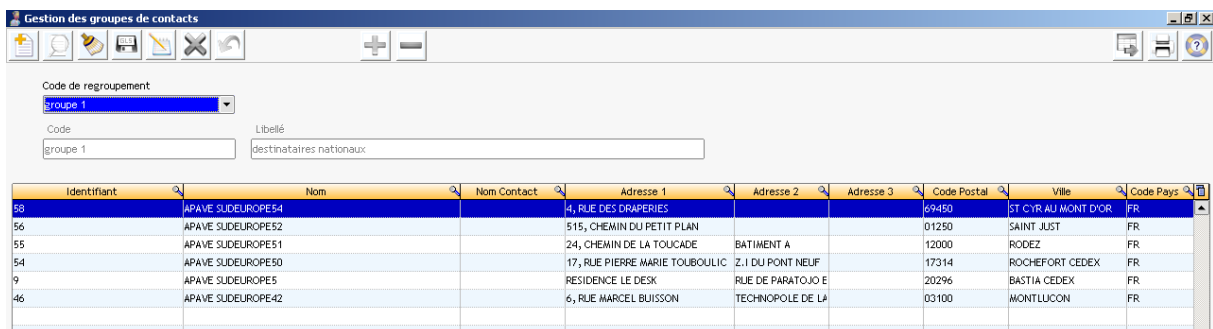 Gestion des groupes de contacts
GLS
Code de regroupement
groupe 1
Code Libellé
groupe 1 destinataires nationaux
Identifiant Nom Nom Contact Adresse 1 Adresse 2 Adresse 3 Code Postal Ville Code Pays
58 APAVE SUDEUROPE54 4, RUE DES DRAPERIES 69450 ST CYR AU MONT D'OR FR
56 APAVE SUDEUROPE52 515, CHEMIN DU PETIT PLAN 01250 SAINT JUST FR
55 APAVE SUDEUROPE51 24, CHEMIN DE LA TOUCADE BATIMENT A 12000 RODEZ FR
54 APAVE SUDEUROPE50 17, RUE PIERRE MARIE TOUBOULIC Z.I DU PONT NEUF 17314 ROCHEFORT CEDEX FR
9 APAVE SUDEUROPE5 RESIDENCE LE DESK RUE DE PARATOJO E 20296 BASTIA CEDEX FR
46 APAVE SUDEUROPE42 6, RUE MARCEL BUISSON TECHNOPOLE DE LA 03100 MONTLUCON FR